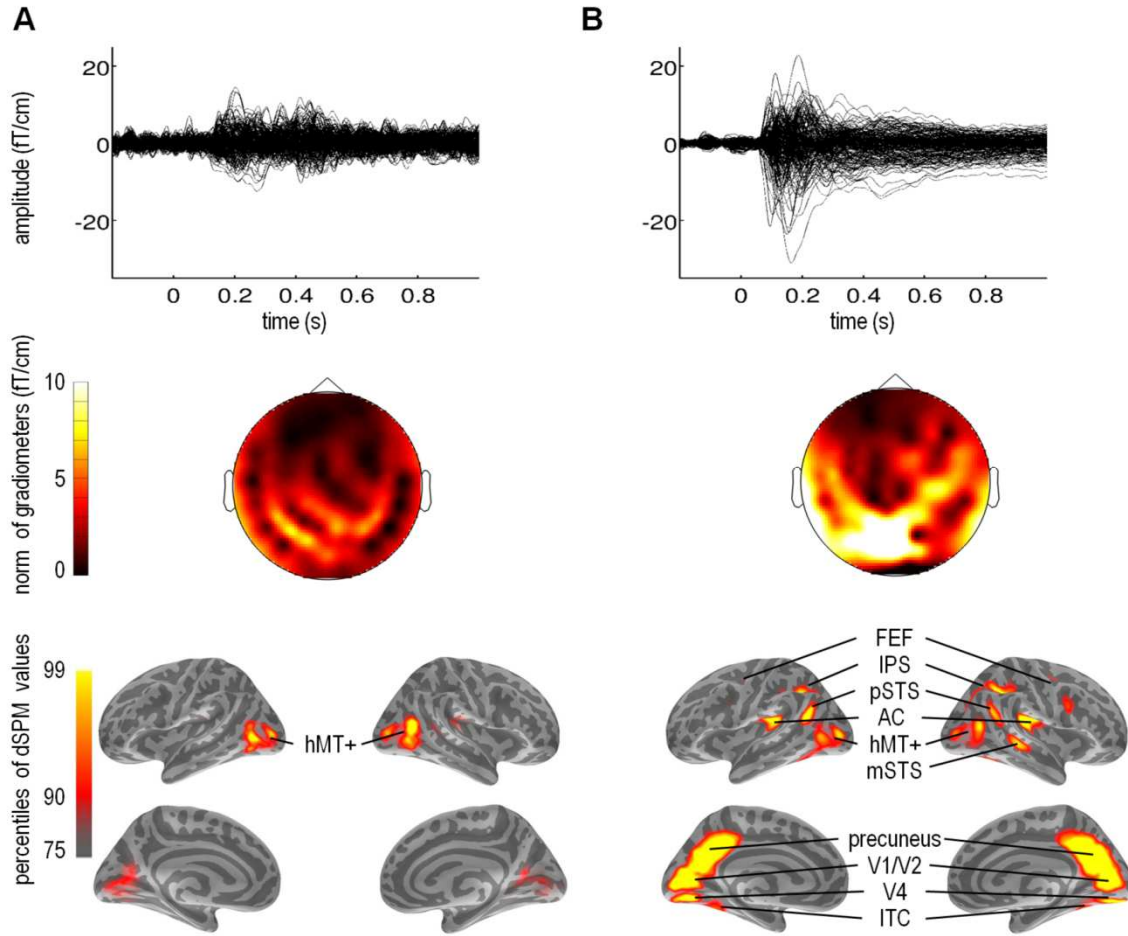 A
B
amplitude (fT/cm)
20
0
-20
0 0.2 0.4 0.6 0.8
time (s)
20
0
-20
0 0.2 0.4 0.6 0.8
time (s)
norm of gradiometers (fT/cm)
10
5
0
percentiles of dSPM values
99
90
75
hMT+
FEF
IPS
pSTS
AC
hMT+
mSTS
precuneus
V1/V2
V4
ITC